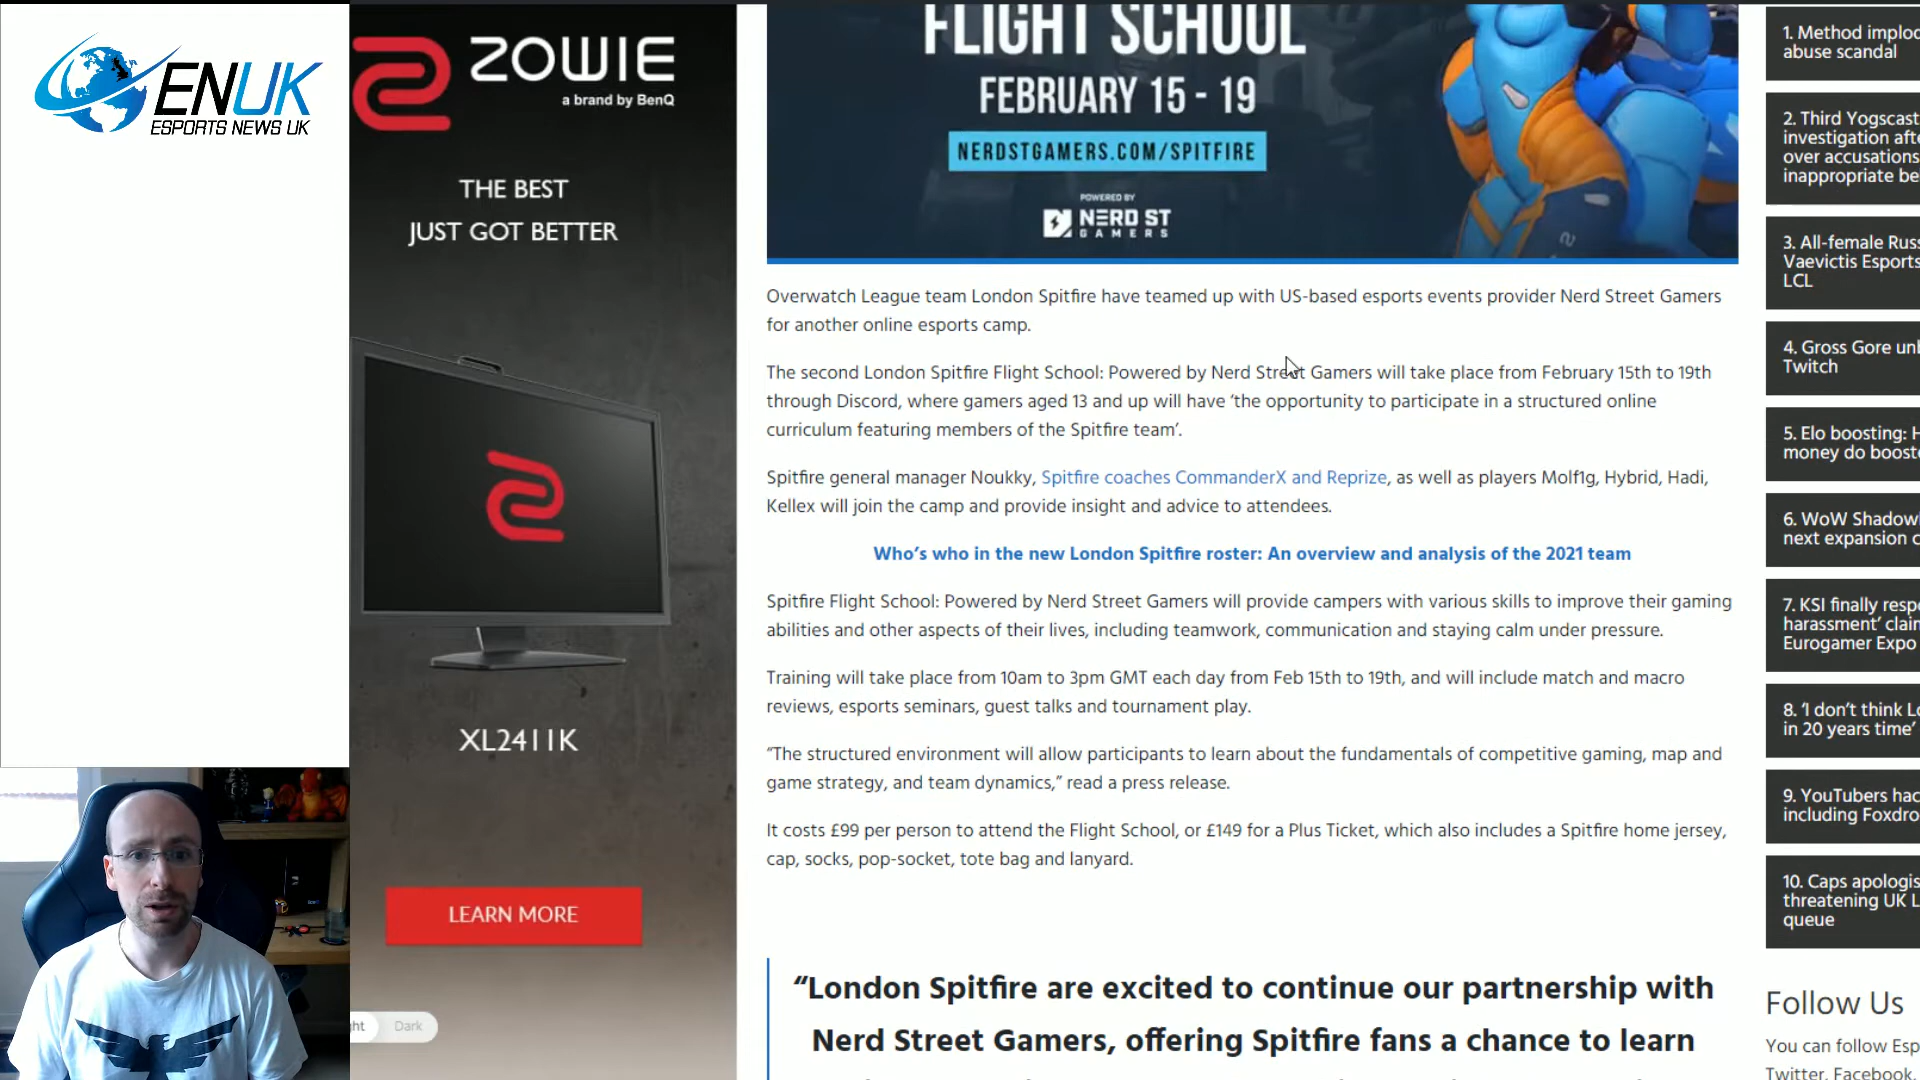 ENUK
ESPORTS NEWS UK
ZOWIE
a brand by BenQ
THE BEST
JUST GOT BETTER
XL2411K
LEARN MORE
ght
Dark
FLIGHT SCHOOL
FEBRUARY 15 - 19
NERDSTGAMERS.COM/SPITFIRE
POWERED BY
NERD ST
GAMERS
Overwatch League team London Spitfire have teamed up with US-based esports events provider Nerd Street Gamers
for another online esports camp.
The second London Spitfire Flight School: Powered by Nerd Street Gamers will take place from February 15th to 19th
through Discord, where gamers aged 13 and up will have ‘the opportunity to participate in a structured online
curriculum featuring members of the Spitfire team’.
Spitfire general manager Noukky, Spitfire coaches CommanderX and Reprize, as well as players Molf1g, Hybrid, Hadi,
Kellex will join the camp and provide insight and advice to attendees.
Who’s who in the new London Spitfire roster: An overview and analysis of the 2021 team
Spitfire Flight School: Powered by Nerd Street Gamers will provide campers with various skills to improve their gaming
abilities and other aspects of their lives, including teamwork, communication and staying calm under pressure.
Training will take place from 10am to 3pm GMT each day from Feb 15th to 19th, and will include match and macro
reviews, esports seminars, guest talks and tournament play.
“The structured environment will allow participants to learn about the fundamentals of competitive gaming, map and
game strategy, and team dynamics,” read a press release.
It costs £99 per person to attend the Flight School, or £149 for a Plus Ticket, which also includes a Spitfire home jersey,
cap, socks, pop-socket, tote bag and lanyard.
“London Spitfire are excited to continue our partnership with
Nerd Street Gamers, offering Spitfire fans a chance to learn
1. Method implod
abuse scandal
2. Third Yogscast
investigation afte
over accusations
inappropriate be
3. All-female Russ
Vaevictis Esports
LCL
4. Gross Gore unb
Twitch
5. Elo boosting: H
money do booste
6. WoW Shadowl
next expansion c
7. KSI finally resp
harassment’ clain
Eurogamer Expo
8. ‘I don’t think Lo
in 20 years time’
9. YouTubers hac
including Foxdro
10. Caps apologis
threatening UK L
queue
Follow Us
You can follow Esp
Twitter, Facebook,